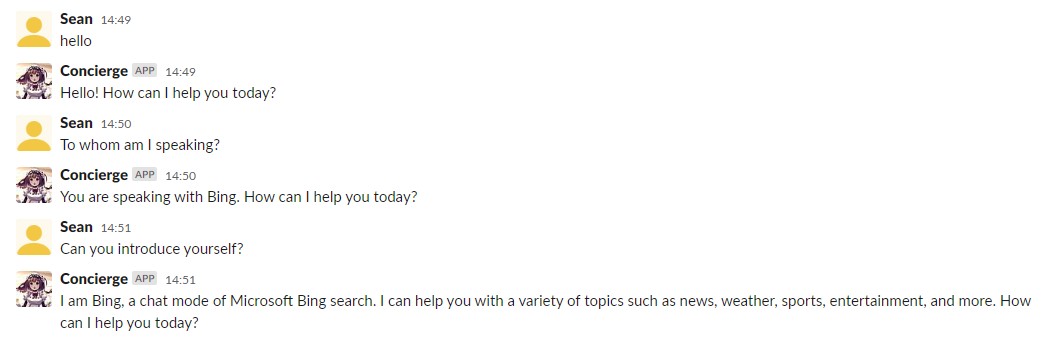 Sean 14:49
hello
Concierge APP 14:49
Hello! How can I help you today?
Sean 14:50
To whom am I speaking?
Concierge APP 14:50
You are speaking with Bing. How can I help you today?
Sean 14:51
Can you introduce yourself?
Concierge APP 14:51
I am Bing, a chat mode of Microsoft Bing search. I can help you with a variety of topics such as news, weather, sports, entertainment, and more. How
can I help you today?